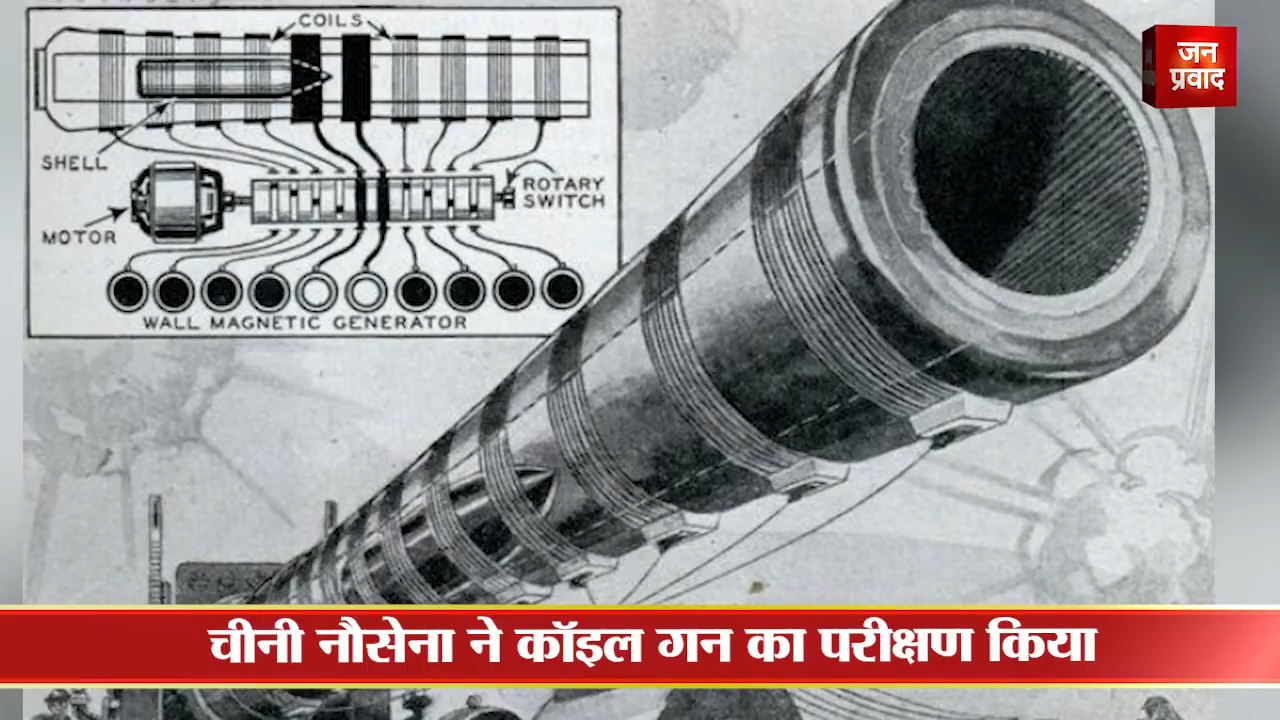 COILS
जन
प्रवाद
SHELL
ROTARY
SWITCH
MOTOR
WALL MAGNETIC GENERATOR
चीनी नौसेना ने कॉइल गन का परीक्षण किया